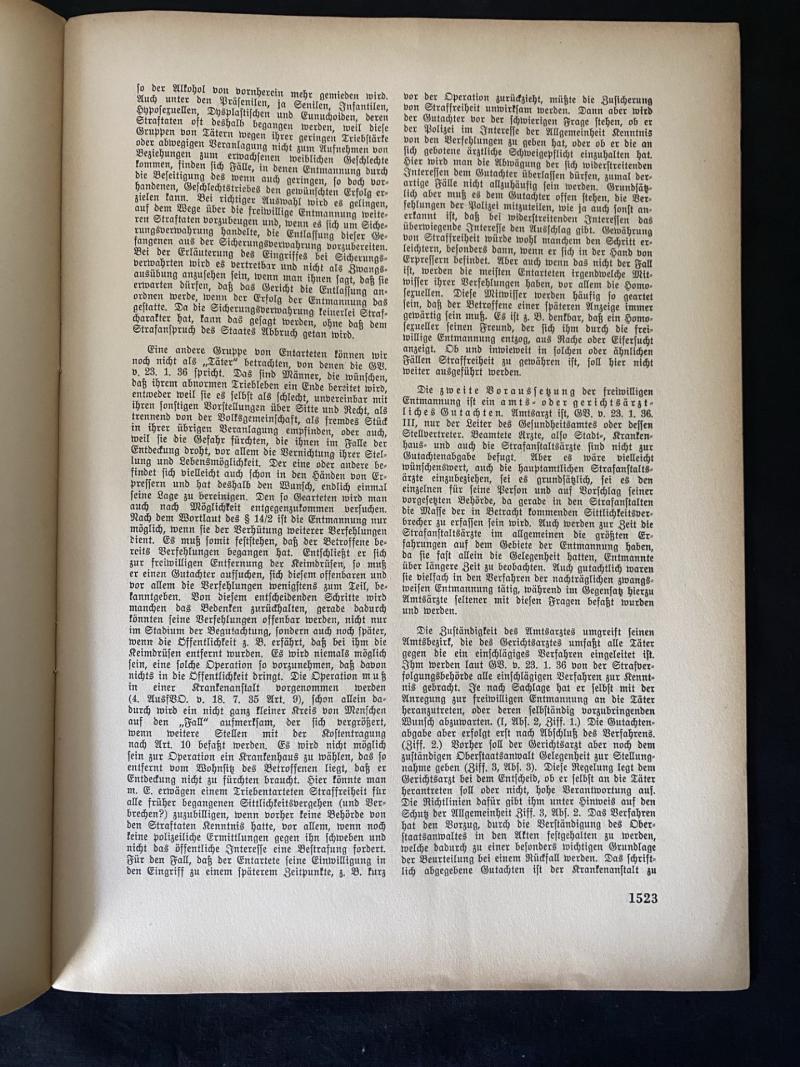 so der Alkohol von vornherein mehr gemieden wird.
Auch unter den Präsenilen, ja Senilen, Infantilen,
Hyposexuellen, Dysplastischen und Eunuchoiden, deren
Straftaten oft deshalb begangen werden, weil diese
Gruppen von Tätern wegen ihrer geringen Triebstärke
oder abwegigen Veranlagung nicht zum Aufnehmen von
Beziehungen zum erwachsenen weiblichen Geschlechte
kommen, finden sich Fälle, in denen Entmannung durch
die Beseitigung des wenn auch geringen, so doch vor-
handenen, Geschlechtstriebes den gewünschten Erfolg er-
zielen kann. Bei richtiger Auswahl wird es gelingen,
auf dem Wege über die freiwillige Entmannung weite-
ren Straftaten vorzubeugen und, wenn es sich um Siche-
rungsverwahrung handelte, die Entlassung dieser Ge-
fangenen aus der Sicherungsverwahrung vorzubereiten.
Bei der Erläuterung des Eingriffes bei Sicherungs-
verwahrten wird es vertretbar und nicht als Zwangs-
ausübung anzusehen sein, wenn man ihnen sagt, daß sie
erwarten dürfen, daß das Gericht die Entlassung an-
ordnen werde, wenn der Erfolg der Entmannung das
gestatte. Da die Sicherungsverwahrung keinerlei Straf-
charakter hat, kann das gesagt werden, ohne daß dem
Strafanspruch des Staates Abbruch getan wird.
Eine andere Gruppe von Entarteten können wir
noch nicht als „Täter“ betrachten, von denen die GV.
v. 23. 1. 36 spricht. Das sind Männer, die wünschen,
daß ihrem abnormen Triebleben ein Ende bereitet wird,
entweder weil sie es selbst als schlecht, unvereinbar mit
ihren sonstigen Vorstellungen über Sitte und Recht, als
trennend von der Volksgemeinschaft, als fremdes Stück
in ihrer übrigen Veranlagung empfinden, oder auch,
weil sie die Gefahr fürchten, die ihnen im Falle der
Entdeckung droht, vor allem die Vernichtung ihrer Stel-
lung und Lebensmöglichkeit. Der eine oder andere be-
findet sich vielleicht auch schon in den Händen von Er-
pressern und hat deshalb den Wunsch, endlich einmal
seine Lage zu bereinigen. Den so Gearteten wird man
auch nach Möglichkeit entgegenzukommen versuchen.
Nach dem Wortlaut des § 14/2 ist die Entmannung nur
möglich, wenn sie der Verhütung weiterer Verfehlungen
dient. Es muß somit feststehen, daß der Betroffene be-
reits Verfehlungen begangen hat. Entschließt er sich
zur freiwilligen Entfernung der Keimdrüsen, so muß
er einen Gutachter aufsuchen, sich diesem offenbaren und
vor allem die Verfehlungen wenigstens zum Teil, be-
kanntgeben. Von diesem entscheidenden Schritte wird
manchen das Bedenken zurückhalten, gerade dadurch
könnten seine Verfehlungen offenbar werden, nicht nur
im Stadium der Begutachtung, sondern auch noch später,
wenn die Öffentlichkeit z. B. erfährt, daß bei ihm die
Keimdrüsen entfernt wurden. Es wird niemals möglich
sein, eine solche Operation so vorzunehmen, daß davon
nichts in die Öffentlichkeit dringt. Die Operation muß
in einer Krankenanstalt vorgenommen werden
(4. AusfVO. v. 18. 7. 35 Art. 9), schon allein da-
durch wird ein nicht ganz kleiner Kreis von Menschen
auf den „Fall“ aufmerksam, der sich vergrößert,
wenn weitere Stellen mit der Kostentragung
nach Art. 10 befaßt werden. Es wird nicht möglich
sein zur Operation ein Krankenhaus zu wählen, das so
entfernt vom Wohnsitz des Betroffenen liegt, daß er
Entdeckung nicht zu fürchten braucht. Hier könnte man
m. E. erwägen einem Triebentarteten Straffreiheit für
alle früher begangenen Sittlichkeitsvergehen (und Ver-
brechen?) zuzubilligen, wenn vorher keine Behörde von
den Straftaten Kenntnis hatte, vor allem, wenn noch
keine polizeiliche Ermittlungen gegen ihn schweben und
nicht das öffentliche Interesse eine Bestrafung fordert.
Für den Fall, daß der Entartete seine Einwilligung in
den Eingriff zu einem späterem Zeitpunkte, z. B. kurz
vor der Operation zurückzieht, müßte die Zusicherung
von Straffreiheit unwirksam werden. Dann aber wird
der Gutachter vor der schwierigen Frage stehen, ob er
der Polizei im Interesse der Allgemeinheit Kenntnis
von den Verfehlungen zu geben hat, oder ob er die an
sich gebotene ärztliche Schweigepflicht einzuhalten hat.
Hier wird man die Abwägung der sich widerstreitenden
Interessen dem Gutachter überlassen dürfen, zumal der-
artige Fälle nicht allzuhäufig sein werden. Grundsätz-
lich aber muß es dem Gutachter offen stehen, die Ver-
fehlungen der Polizei mitzuteilen, wie ja auch sonst an-
erkannt ist, daß bei widerstreitenden Interessen das
überwiegende Interesse den Ausschlag gibt. Gewährung
von Straffreiheit würde wohl manchem den Schritt er-
leichtern, besonders dann, wenn er sich in der Hand von
Erpressern befindet. Aber auch wenn das nicht der Fall
ist, werden die meisten Entarteten irgendwelche Mit-
wisser ihrer Verfehlungen haben, vor allem die Homo-
sexuellen. Diese Mitwisser werden häufig so geartet
sein, daß der Betroffene einer späteren Anzeige immer
gewärtig sein muß. Es ist z. B. denkbar, daß ein Homo-
sexueller seinen Freund, der sich ihm durch die frei-
willige Entmannung entzog, aus Rache oder Eifersucht
anzeigt. Ob und inwieweit in solchen oder ähnlichen
Fällen Straffreiheit zu gewähren ist, soll hier nicht
weiter ausgeführt werden.
Die zweite Voraussetzung der freiwilligen
Entmannung ist ein amts- oder gerichtsärzt-
liches Gutachten. Amtsarzt ist, GV. v. 23. 1. 36.
III, nur der Leiter des Gesundheitsamtes oder dessen
Stellvertreter. Beamtete Ärzte, also Stadt-, Kranken-
haus- und auch die Strafanstaltsärzte sind nicht zur
Gutachtenabgabe befugt. Aber es wäre vielleicht
wünschenswert, auch die hauptamtlichen Strafanstalts-
ärzte einzubeziehen, sei es grundsätzlich, sei es den
einzelnen für seine Person und auf Vorschlag seiner
vorgesetzten Behörde, da gerade in den Strafanstalten
die Masse der in Betracht kommenden Sittlichkeitsver-
brecher zu erfassen sein wird. Auch werden zur Zeit die
Strafanstaltsärzte im allgemeinen die größten Er-
fahrungen auf dem Gebiete der Entmannung haben,
da sie fast allein die Gelegenheit hatten, Entmannte
über längere Zeit zu beobachten. Auch gutachtlich waren
sie vielfach in den Verfahren der nachträglichen zwangs-
weisen Entmannung tätig, während im Gegensatz hierzu
Amtsärzte seltener mit diesen Fragen befaßt wurden
und werden.
Die Zuständigkeit des Amtsarztes umgreift seinen
Amtsbezirk, die des Gerichtsarztes umfaßt alle Täter
gegen die ein einschlägiges Verfahren eingeleitet ist.
Ihm werden laut GV. v. 23. 1. 36 von der Strafver-
folgungsbehörde alle einschlägigen Verfahren zur Kennt-
nis gebracht. Je nach Sachlage hat er selbst mit der
Anregung zur freiwilligen Entmannung an die Täter
heranzutreten, oder deren selbständig vorzubringenden
Wunsch abzuwarten. (I, Abs. 2, Ziff. 1.) Die Gutachten-
abgabe aber erfolgt erst nach Abschluß des Verfahrens.
(Ziff. 2.) Vorher soll der Gerichtsarzt aber noch dem
zuständigen Oberstaatsanwalt Gelegenheit zur Stellung-
nahme geben (Ziff. 3, Abs. 3). Diese Regelung legt dem
Gerichtsarzt bei dem Entscheid, ob er selbst an die Täter
herantreten soll oder nicht, hohe Verantwortung auf.
Die Richtlinien dafür gibt ihm unter Hinweis auf den
Schutz der Allgemeinheit Ziff. 3, Abs. 2. Das Verfahren
hat den Vorzug, durch die Verständigung des Ober-
staatsanwaltes in den Akten festgehalten zu werden,
welche dadurch zu einer besonders wichtigen Grundlage
der Beurteilung bei einem Rückfall werden. Das schrift-
lich abgegebene Gutachten ist der Krankenanstalt zu
1523